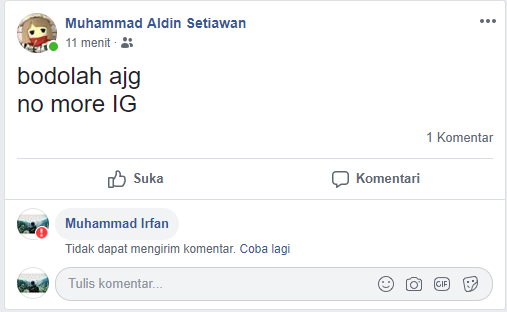 Muhammad Aldin Setiawan
11 menit ·
bodolah ajg
no more IG
1 Komentar
Suka
Komentari
Muhammad Irfan
Tidak dapat mengirim komentar. Coba lagi
Tulis komentar...
GIF